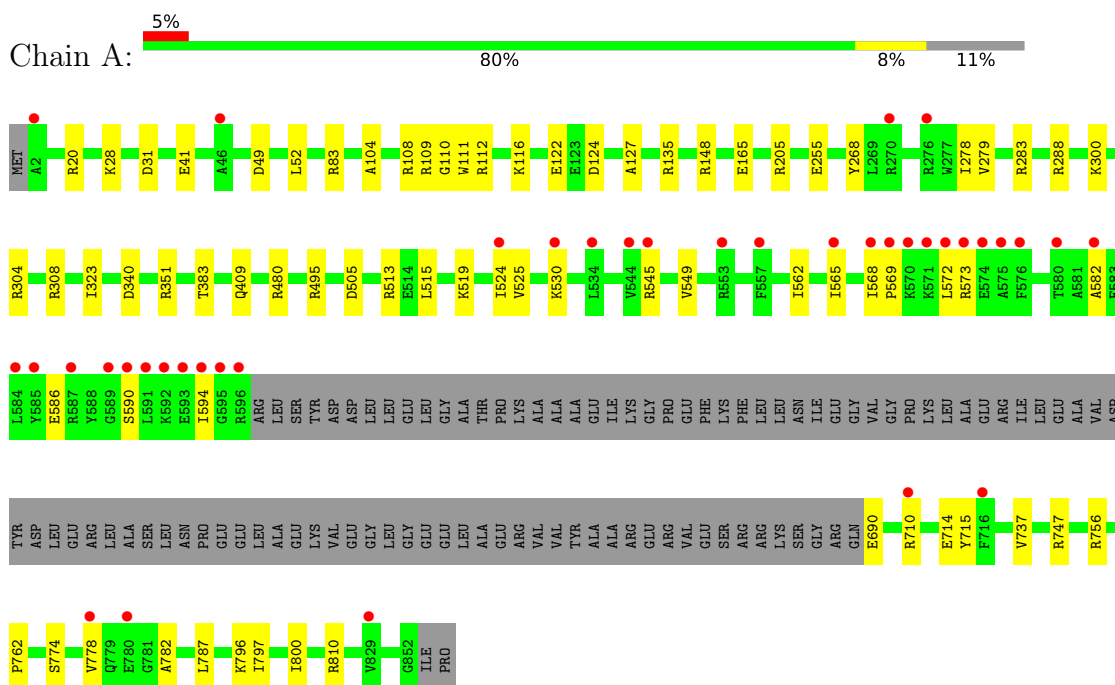 5%
Chain A:
80% 8% 11%
MET A2 R20 K28 D31 E41 A46 D49 L52 R83 A104 R108 R109 G110 W111 R112 K116 E122 E123 D124 A127 R135 R148 E165 R205 E255 Y268 L269 R270 R276 W277 I278 V279 R283 R288 K300
R304 R308 I323 D340 R351 T383 Q409 R480 R495 D505 R513 E514 L515 K519 I524 V525 K530 L534 V544 R545 V549 R553 F557 I562 I565 I568 P569 K570 K571 L572 R573 E574 A575 F576 T580 A581 A582 E583
L584 Y585 E586 R587 Y588 G589 S590 L591 K592 E593 I594 G595 R596 ARG LEU SER TYR ASP ASP LEU LEU GLU LEU GLY ALA THR PRO LYS ALA ALA ALA GLU ILE LYS GLY PRO GLU PHE LYS PHE LEU LEU ASN ILE GLU GLY VAL GLY PRO LYS LEU ALA GLU ARG ILE LEU GLU ALA VAL ASP
TYR ASP LEU GLU ARG LEU ALA SER LEU ASN PRO GLU GLU LEU ALA GLU LYS VAL GLU GLY LEU GLY GLU GLU LEU ALA GLU ARG VAL VAL TYR ALA ALA ARG GLU ARG VAL GLU SER ARG ARG LYS SER GLY ARG GLN E690 R710 E714 Y715 F716 V737 R747 R756
P762 S774 V778 Q779 E780 G781 A782 L787 K796 I797 I800 R810 V829 G852 ILE PRO